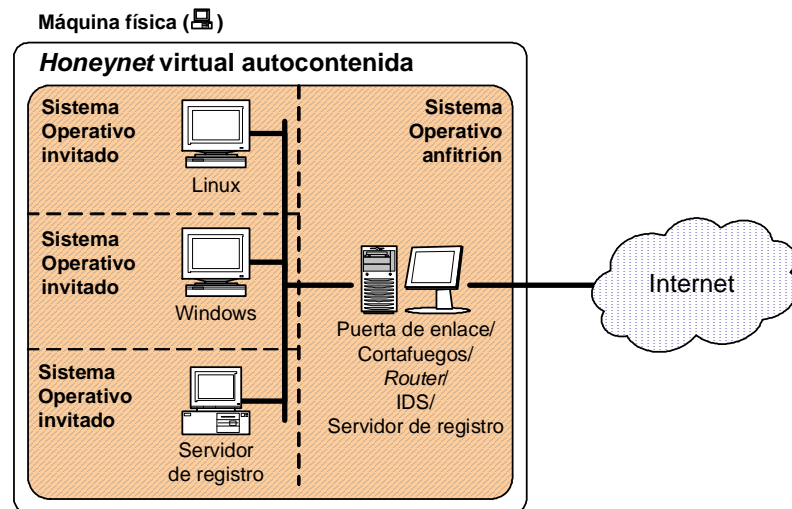 Máquina física ( )
Honeynet virtual autocontenida
Sistema
Operativo
invitado
Linux
Sistema
Operativo
anfitrión
Sistema
Operativo
invitado
Windows
Sistema
Operativo
invitado
Servidor
de registro
Puerta de enlace/
Cortafuegos/
Router/
IDS/
Servidor de registro
Internet